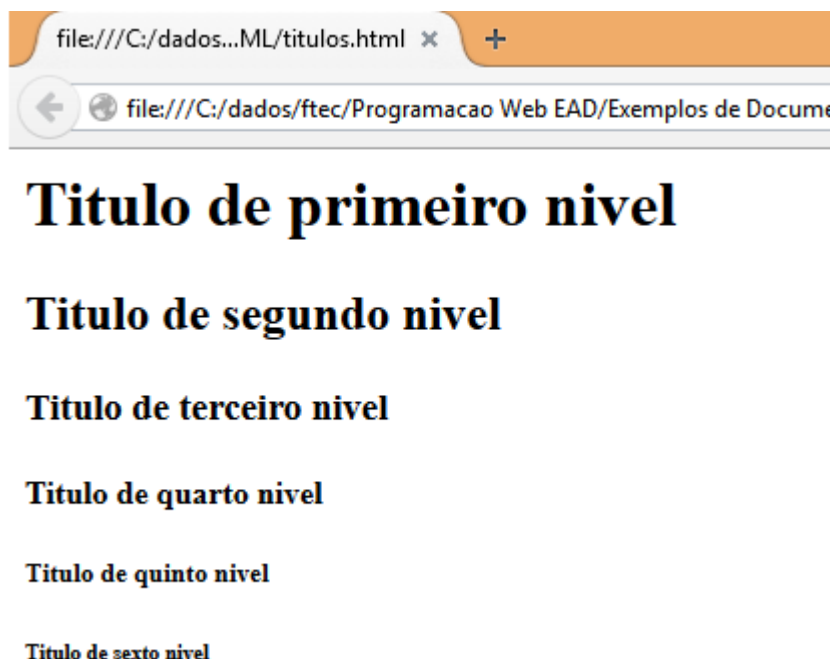 file:///C:/dados...ML/titulos.html
file:///C:/dados/ftec/Programacao Web EAD/Exemplos de Docume
Titulo de primeiro nivel
Titulo de segundo nivel
Titulo de terceiro nivel
Titulo de quarto nivel
Titulo de quinto nivel
Titulo de sexto nivel